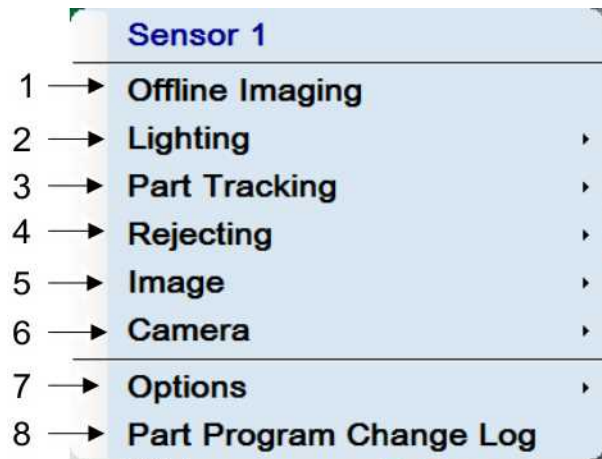 Sensor 1
1 Offline Imaging
2 Lighting
3 Part Tracking
4 Rejecting
5 Image
6 Camera
7 Options
8 Part Program Change Log